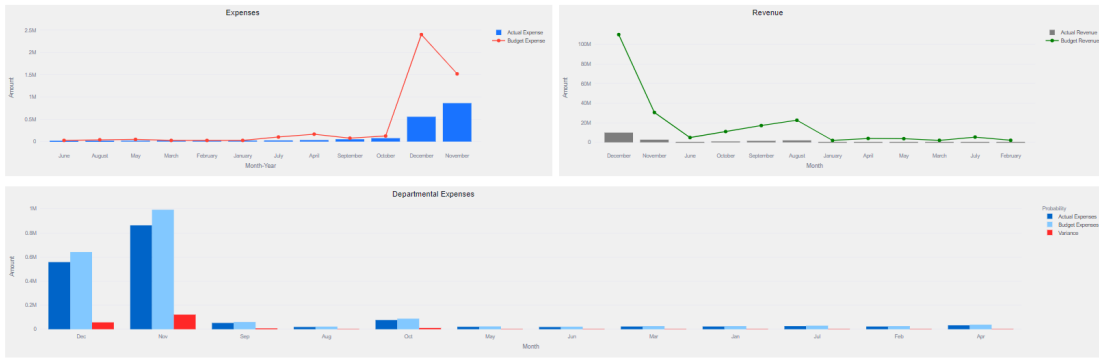 Expenses
2.5M
2M
1.5M
1M
0.5M
0
Amount
June August May March February January July April September October December November
Month-Year
Actual Expense
Budget Expense
Revenue
100M
80M
60M
40M
20M
0
Amount
December November June October September August January April May March July February
Month
Actual Revenue
Budget Revenue
Departmental Expenses
1M
0.8M
0.6M
0.4M
0.2M
0
Amount
Dec Nov Sep Aug Oct May Jun Mar Jan Jul Feb Apr
Month
Probability
Actual Expenses
Budget Expenses
Variance